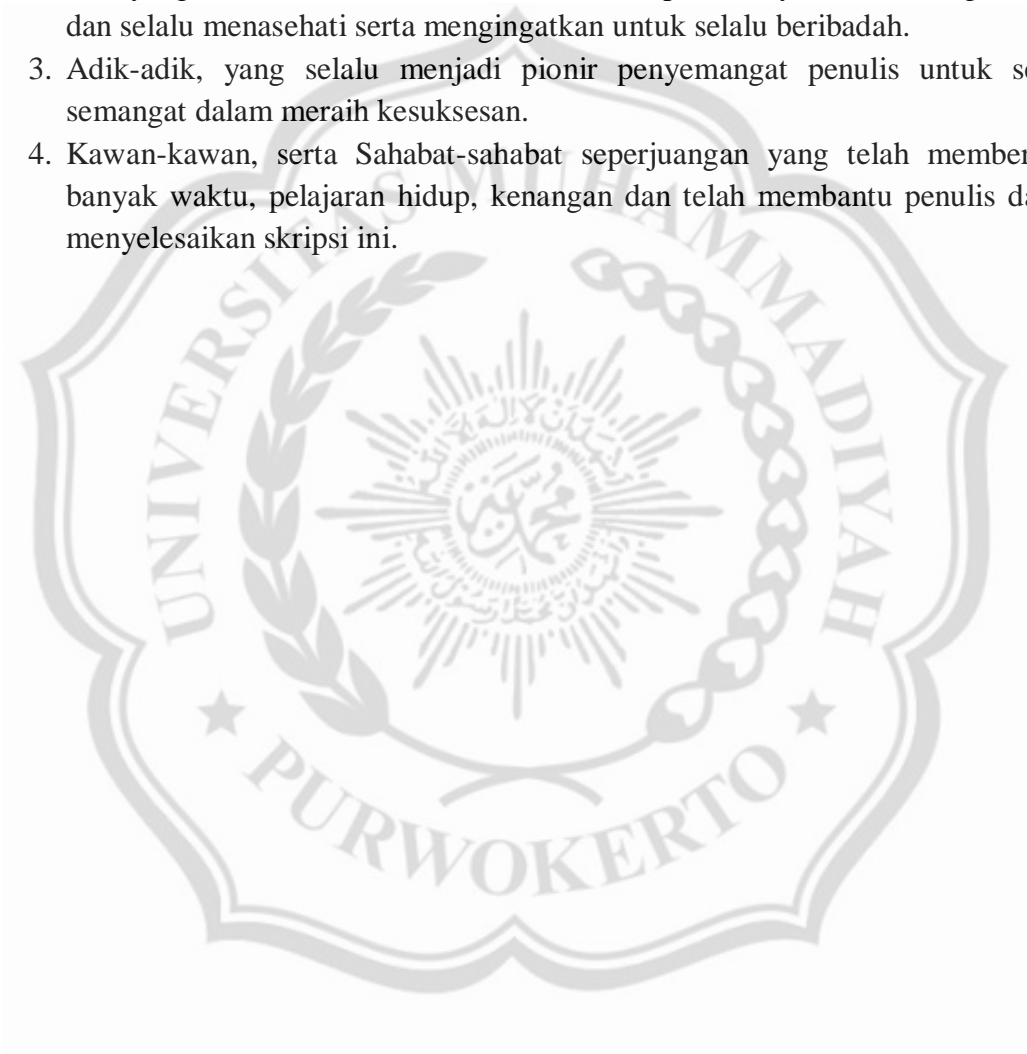 dan selalu menasehati serta mengingatkan untuk selalu beribadah.
3. Adik-adik, yang selalu menjadi pionir penyemangat penulis untuk
semangat dalam meraih kesuksesan.
4. Kawan-kawan, serta Sahabat-sahabat seperjuangan yang telah
banyak waktu, pelajaran hidup, kenangan dan telah membantu penulis
menyelesaikan skripsi ini.
UNIVERSITAS MUHAMMADIYAH
PURWOKERTO